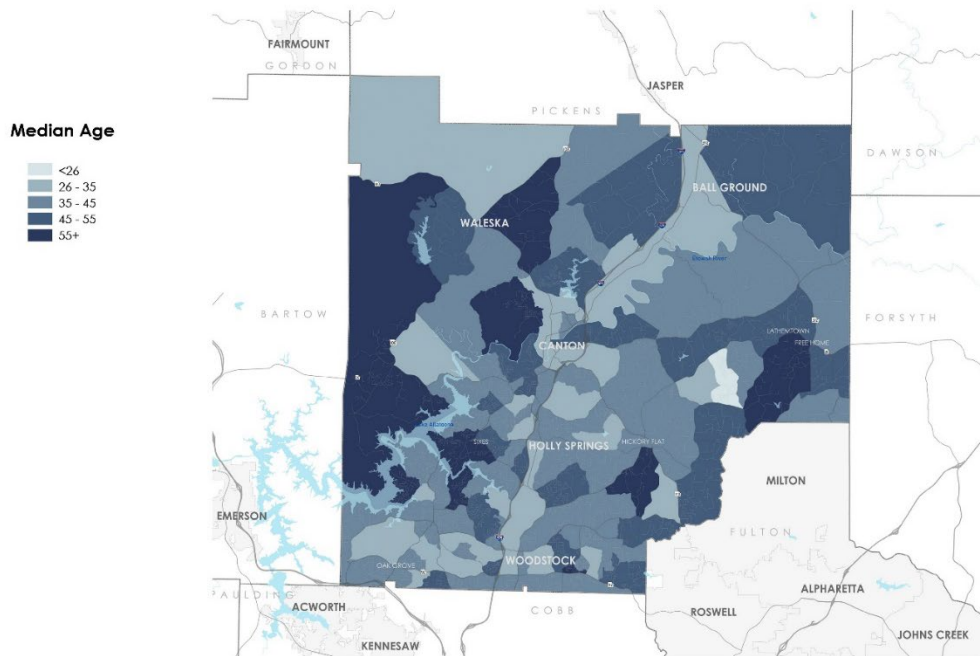 FAIRMOUNT
GORDON
JASPER
PICKENS
Median Age
<26
26 - 35
35 - 45
45 - 55
55+
DAWSON
BALL GROUND
WALESKA
BARTOW
FORSYTH
LATHEMTOWN
FREE HOME
CANTON
HOLLY SPRINGS
HICKORY FLAT
MILTON
EMERSON
FULTON
WOODSTOCK
OAK GROVE
ALPHARETTA
PAULDING
ACWORTH
COBB
ROSWELL
JOHNS CREEK
KENNESAW